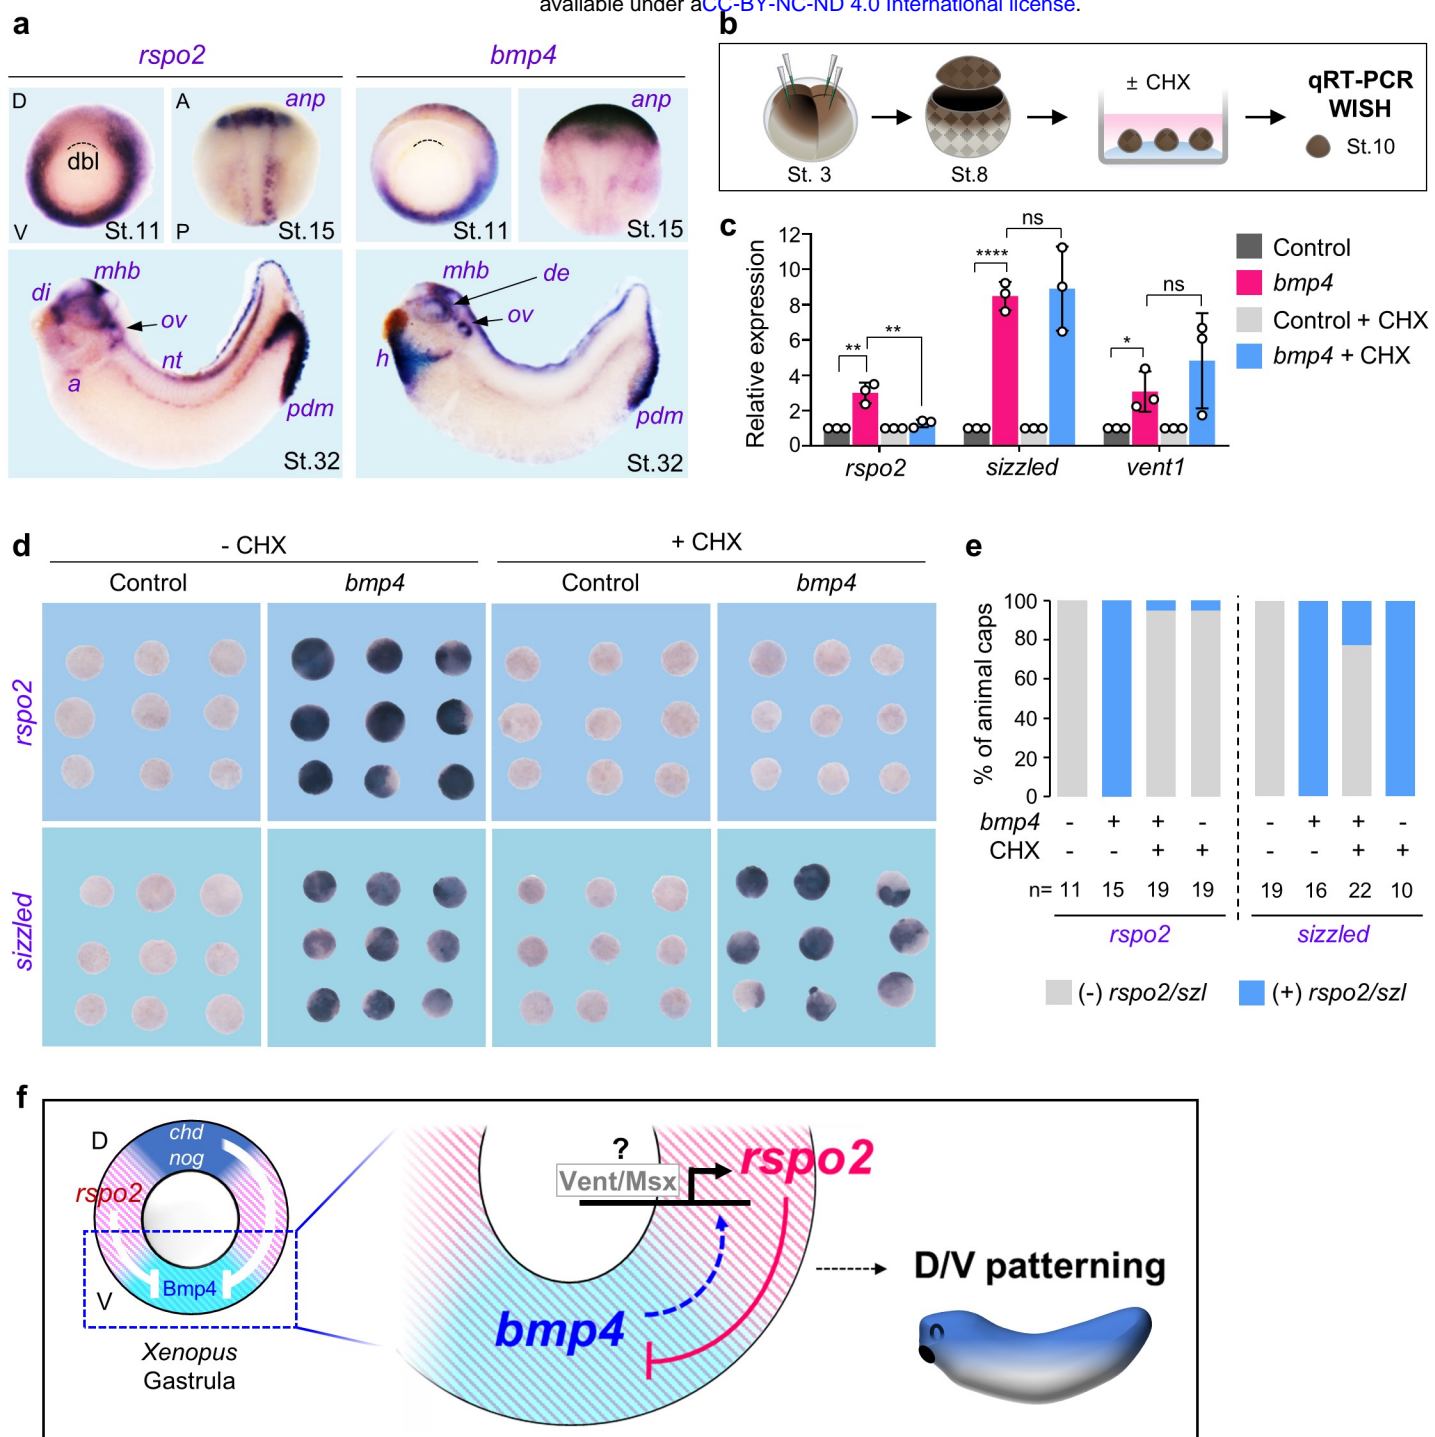 available under aCC-BY-NC-ND 4.0 International license.
a
rspo2
bmp4
D
dbl
V
St.11
A
anp
P
St.15
St.11
anp
St.15
di
mhb
ov
nt
a
pdm
St.32
mhb
de
ov
h
pdm
St.32
b
St. 3
St.8
± CHX
qRT-PCR
WISH
St.10
c
Relative expression
12
10
8
6
4
2
0
**
**
****
ns
*
ns
rspo2
sizzled
vent1
Control
bmp4
Control + CHX
bmp4 + CHX
d
- CHX
+ CHX
Control
bmp4
Control
bmp4
rspo2
sizzled
e
% of animal caps
100
80
60
40
20
0
bmp4 - + + - - + + -
CHX - - + + - - + +
n= 11 15 19 19 19 16 22 10
rspo2
sizzled
(-) rspo2/szl
(+) rspo2/szl
f
D
chd
nog
rspo2
Bmp4
V
Xenopus
Gastrula
?
Vent/Msx
rspo2
bmp4
D/V patterning